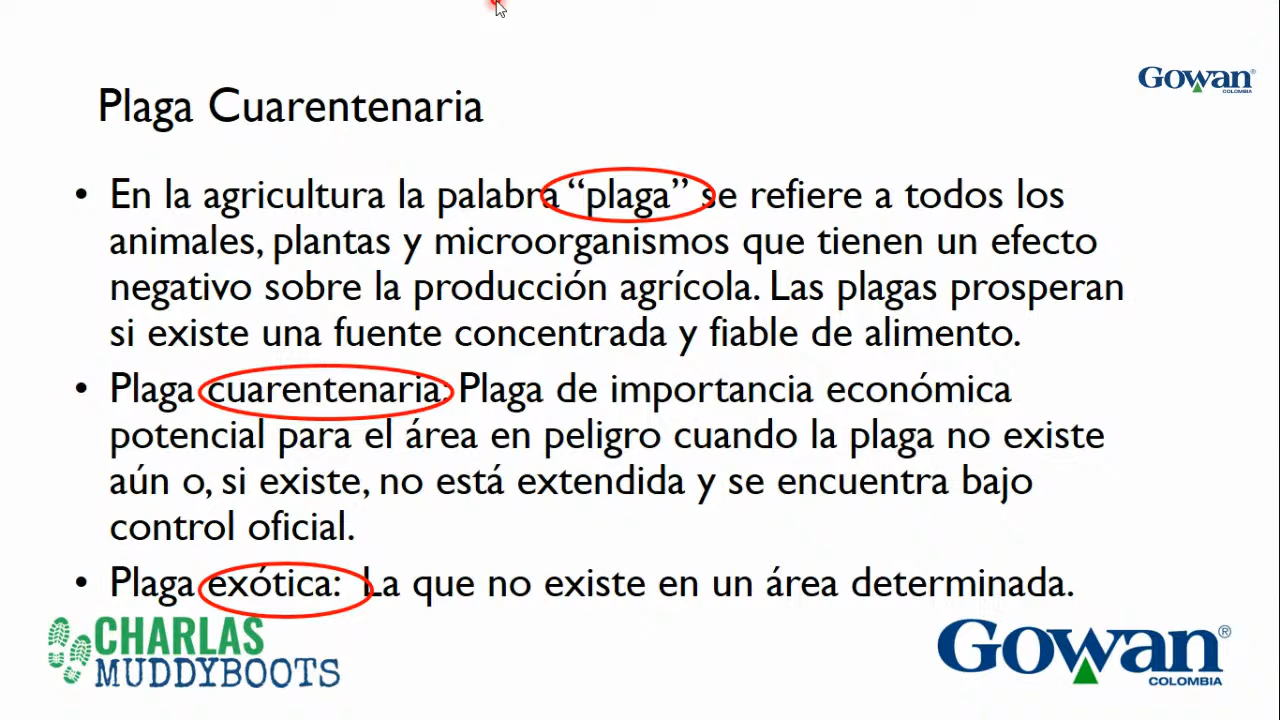 Gowan®
COLOMBIA
Plaga Cuarentenaria
• En la agricultura la palabra “plaga” se refiere a todos los
animales, plantas y microorganismos que tienen un efecto
negativo sobre la producción agrícola. Las plagas prosperan
si existe una fuente concentrada y fiable de alimento.
• Plaga cuarentenaria: Plaga de importancia económica
potencial para el área en peligro cuando la plaga no existe
aún o, si existe, no está extendida y se encuentra bajo
control oficial.
• Plaga exótica: La que no existe en un área determinada.
CHARLAS
MUDDYBOOTS
Gowan®
COLOMBIA